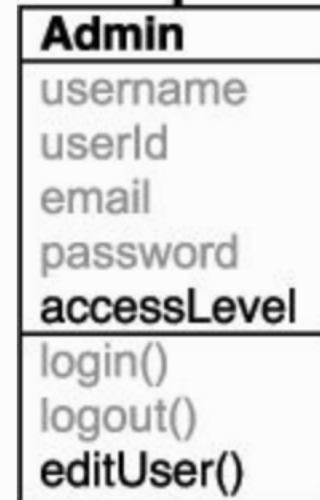 Admin
username
userId
email
password
accessLevel
login()
logout()
editUser()